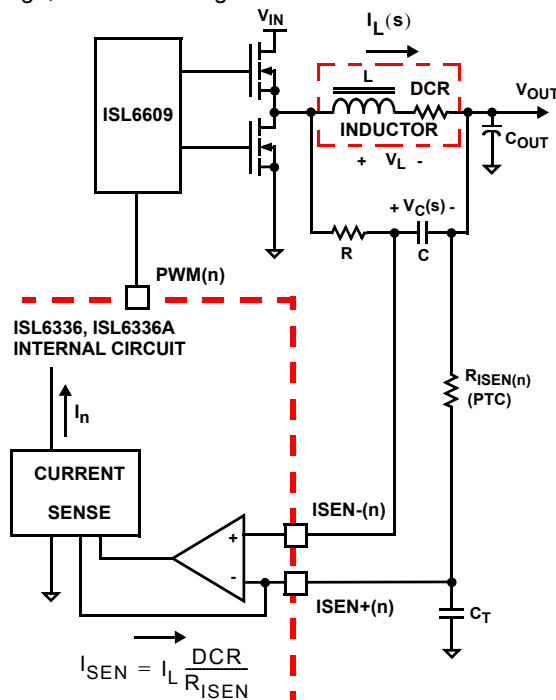 V_IN
I_L(s)
L
DCR
V_OUT
ISL6609
INDUCTOR
C_OUT
+ V_L -
+ V_C(s) -
R
C
PWM(n)
ISL6336, ISL6336A
INTERNAL CIRCUIT
R_ISEN(n)
(PTC)
I_n
CURRENT
SENSE
ISEN-(n)
+
-
ISEN+(n)
C_T
I_SEN = I_L DCR / R_ISEN